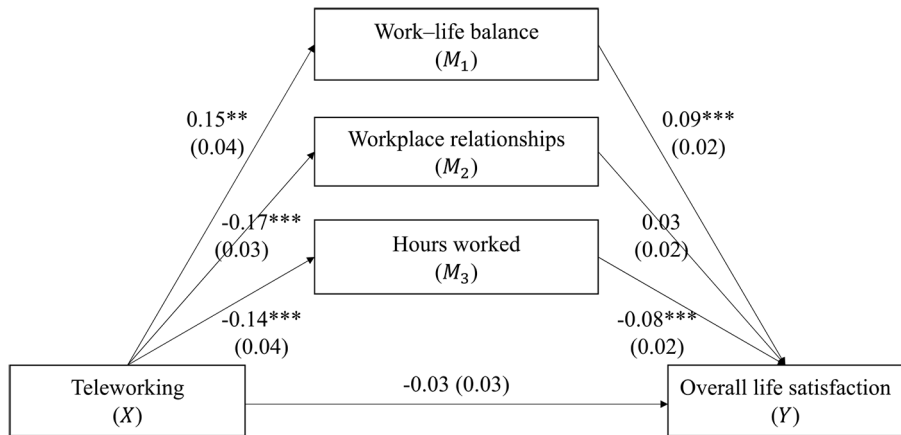 Work–life balance
(M₁)
0.15**
(0.04)
0.09***
(0.02)
Workplace relationships
(M₂)
-0.17***
(0.03)
0.03
(0.02)
Hours worked
(M₃)
-0.14***
(0.04)
-0.08***
(0.02)
Teleworking
(X)
-0.03 (0.03)
Overall life satisfaction
(Y)